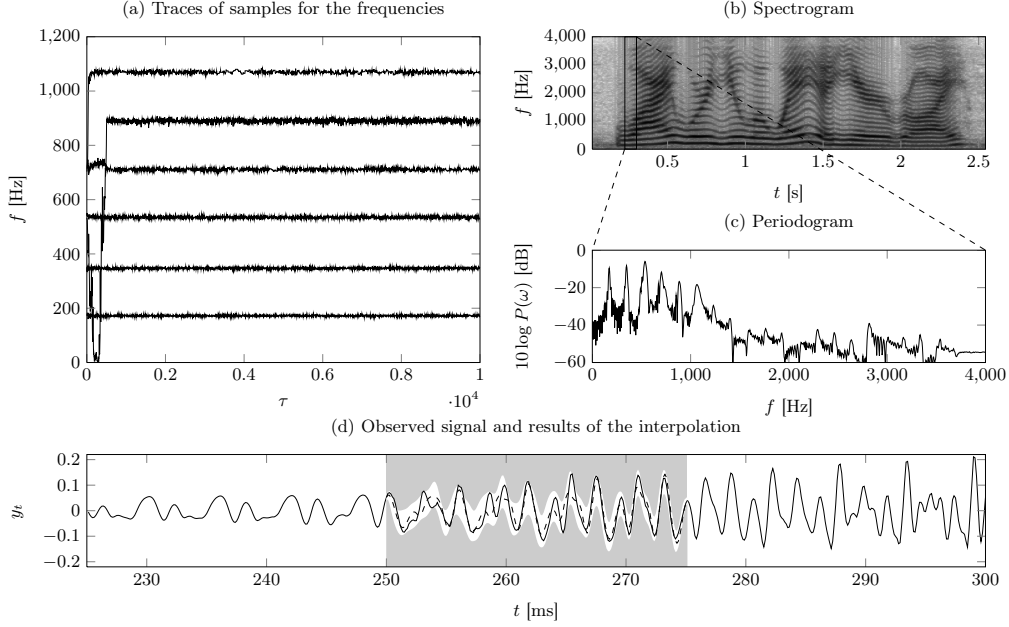 (a) Traces of samples for the frequencies
1,200
1,000
800
600
400
200
0
f [Hz]
0 0.2 0.4 0.6 0.8 1
τ
·10⁴
(b) Spectrogram
4,000
3,000
2,000
1,000
0
f [Hz]
0.5 1 1.5 2 2.5
t [s]
(c) Periodogram
0
−20
−40
−60
10 log P(ω) [dB]
0 1,000 2,000 3,000 4,000
f [Hz]
(d) Observed signal and results of the interpolation
0.2
0.1
0
−0.1
−0.2
yₜ
230 240 250 260 270 280 290 300
t [ms]